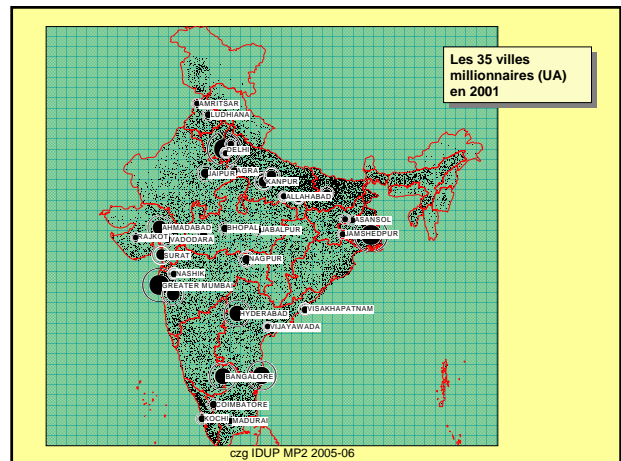 Les 35 villes
millionnaires (UA)
en 2001
AMRITSAR
LUDHIANA
DELHI
JAIPUR
AGRA
KANPUR
ALLAHABAD
ASANSOL
JAMSHEDPUR
AHMADABAD
BHOPAL
JABALPUR
RAJKOT
VADODARA
SURAT
NAGPUR
NASHIK
GREATER MUMBAI
HYDERABAD
VISAKHAPATNAM
VIJAYAWADA
BANGALORE
COIMBATORE
KOCHI
MADURAI
czg IDUP MP2 2005-06